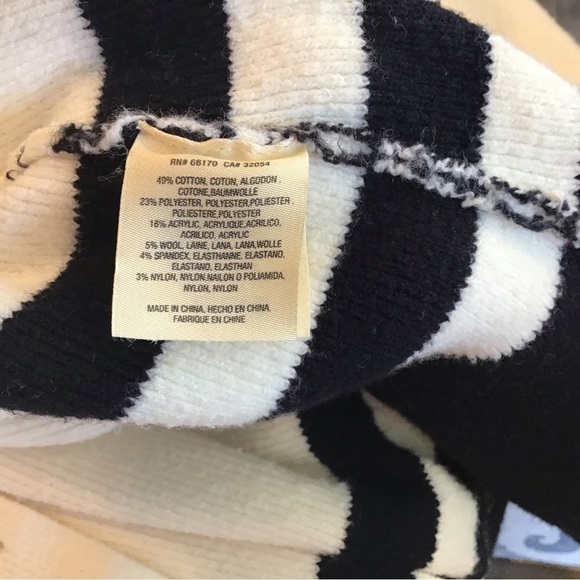 RN# 66170 CA# 32054
49% COTTON, COTON, ALGODON
COTONE,BAUMWOLLE
23% POLYESTER, POLYESTER,POLIESTER
POLIESTERE,POLYESTER
16% ACRYLIC, ACRYLIQUE,ACRILICO,
ACRILICO, ACRYLIC
5% WOOL, LAINE, LANA, LANA,WOLLE
4% SPANDEX, ELASTHANNE, ELASTANO,
ELASTANO, ELASTHAN
3% NYLON, NYLON,NAILON O POLIAMIDA,
NYLON, NYLON
MADE IN CHINA, HECHO EN CHINA
FABRIQUE EN CHINE